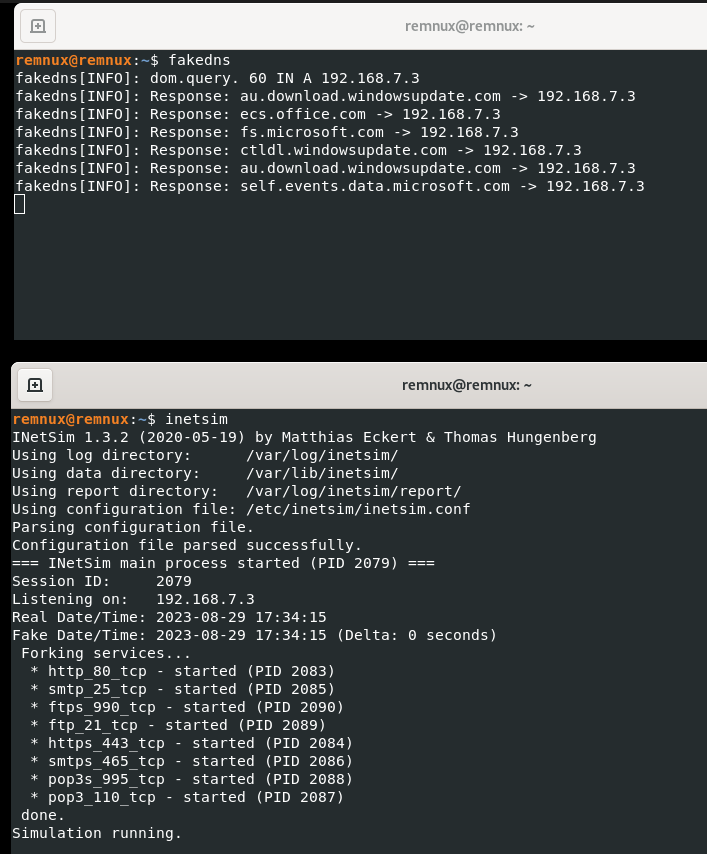 remnux@remnux: ~
remnux@remnux:~$ fakedns
fakedns[INFO]: dom.query. 60 IN A 192.168.7.3
fakedns[INFO]: Response: au.download.windowsupdate.com -> 192.168.7.3
fakedns[INFO]: Response: ecs.office.com -> 192.168.7.3
fakedns[INFO]: Response: fs.microsoft.com -> 192.168.7.3
fakedns[INFO]: Response: ctldl.windowsupdate.com -> 192.168.7.3
fakedns[INFO]: Response: au.download.windowsupdate.com -> 192.168.7.3
fakedns[INFO]: Response: self.events.data.microsoft.com -> 192.168.7.3
remnux@remnux: ~
remnux@remnux:~$ inetsim
INetSim 1.3.2 (2020-05-19) by Matthias Eckert & Thomas Hungenberg
Using log directory:      /var/log/inetsim/
Using data directory:     /var/lib/inetsim/
Using report directory:   /var/log/inetsim/report/
Using configuration file: /etc/inetsim/inetsim.conf
Parsing configuration file.
Configuration file parsed successfully.
=== INetSim main process started (PID 2079) ===
Session ID:     2079
Listening on:   192.168.7.3
Real Date/Time: 2023-08-29 17:34:15
Fake Date/Time: 2023-08-29 17:34:15 (Delta: 0 seconds)
 Forking services...
  * http_80_tcp - started (PID 2083)
  * smtp_25_tcp - started (PID 2085)
  * ftps_990_tcp - started (PID 2090)
  * ftp_21_tcp - started (PID 2089)
  * https_443_tcp - started (PID 2084)
  * smtps_465_tcp - started (PID 2086)
  * pop3s_995_tcp - started (PID 2088)
  * pop3_110_tcp - started (PID 2087)
 done.
Simulation running.